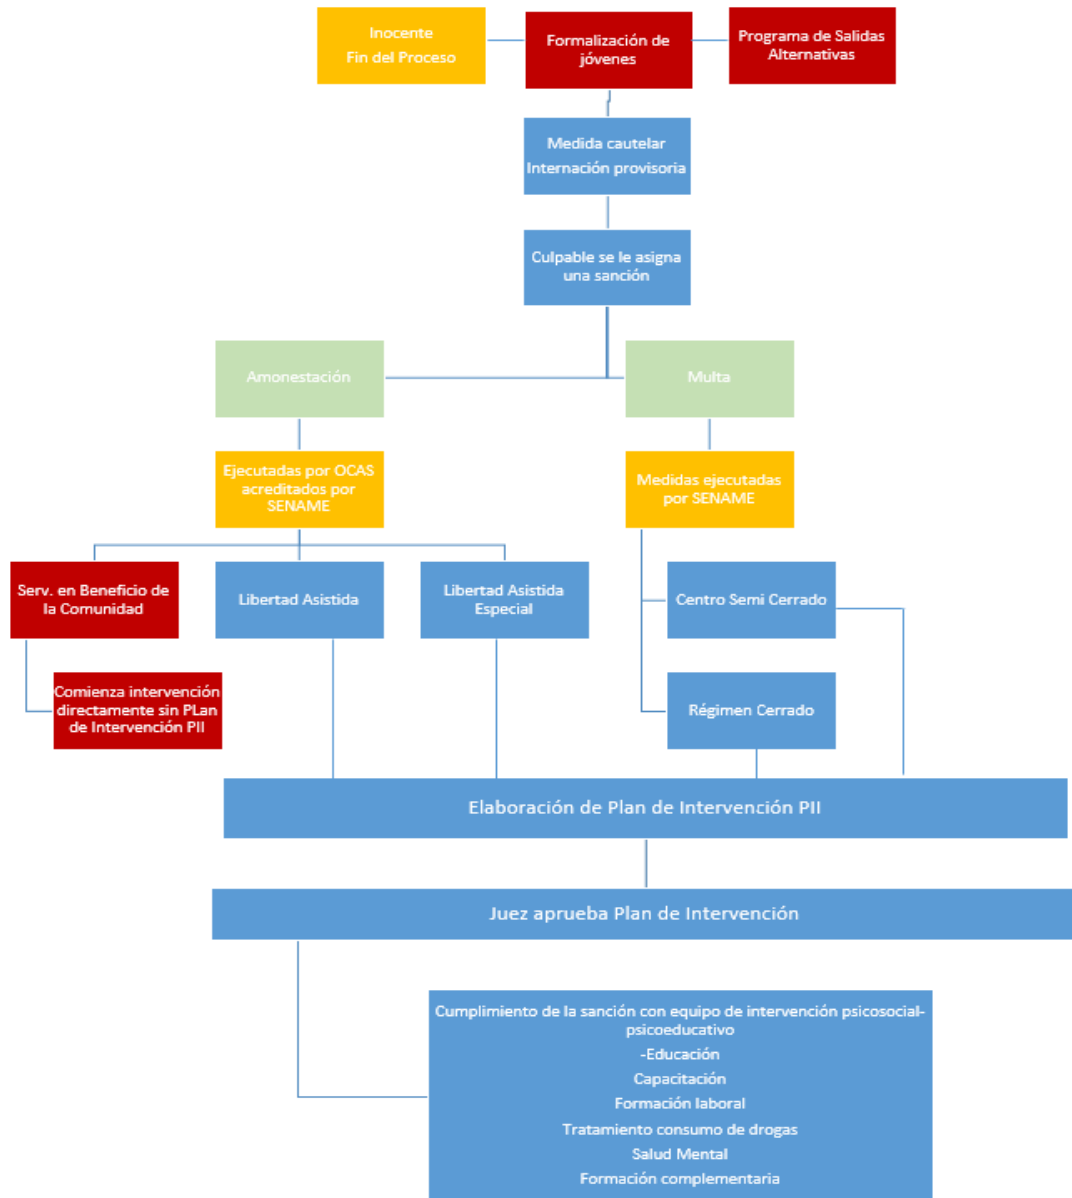 Inocente
Fin del Proceso
Formalización de
jóvenes
Programa de Salidas
Alternativas
Medida cautelar
Internación provisoria
Culpable se le asigna
una sanción
Amonestación
Multa
Ejecutadas por OCAS
acreditados por
SENAME
Medidas ejecutadas
por SENAME
Serv. en Beneficio de
la Comunidad
Libertad Asistida
Libertad Asistida
Especial
Centro Semi Cerrado
Comienza intervención
directamente sin PLan
de Intervención PII
Régimen Cerrado
Elaboración de Plan de Intervención PII
Juez aprueba Plan de Intervención
Cumplimiento de la sanción con equipo de intervención psicosocial-
psicoeducativo
-Educación
Capacitación
Formación laboral
Tratamiento consumo de drogas
Salud Mental
Formación complementaria